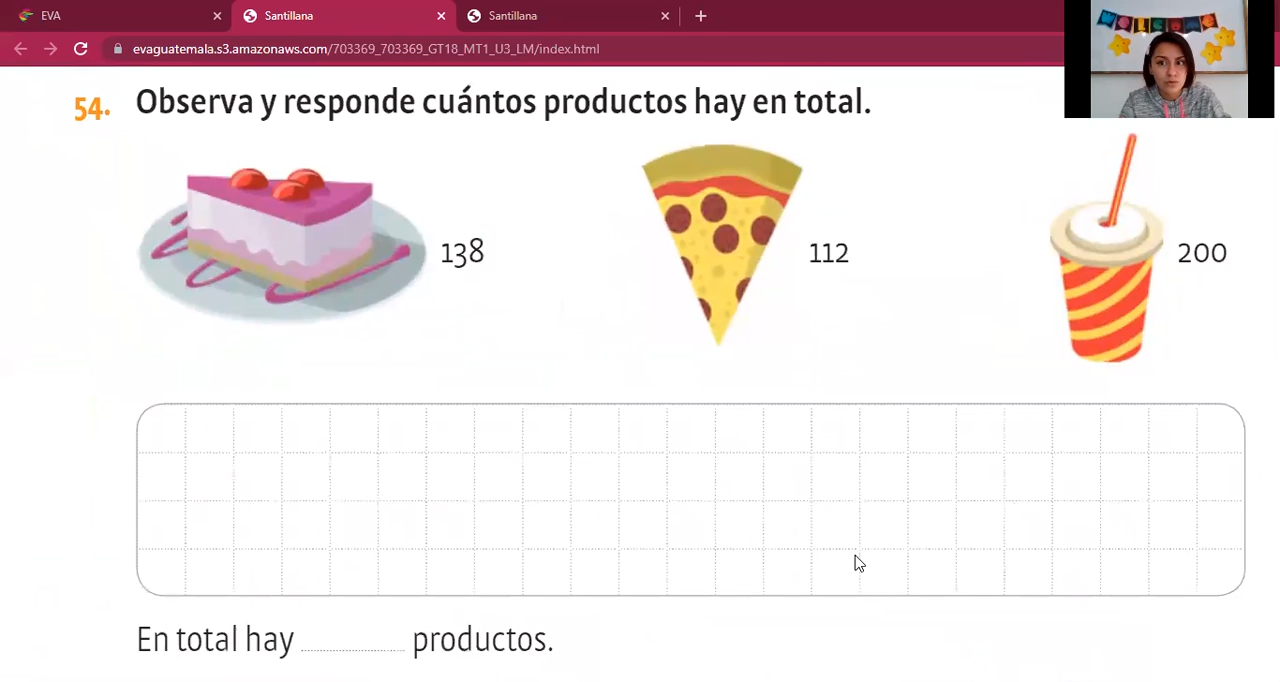 EVA
Santillana
Santillana
evaguatemala.s3.amazonaws.com/703369_703369_GT18_MT1_U3_LM/index.html
54. Observa y responde cuántos productos hay en total.
138
112
200
En total hay ............ productos.